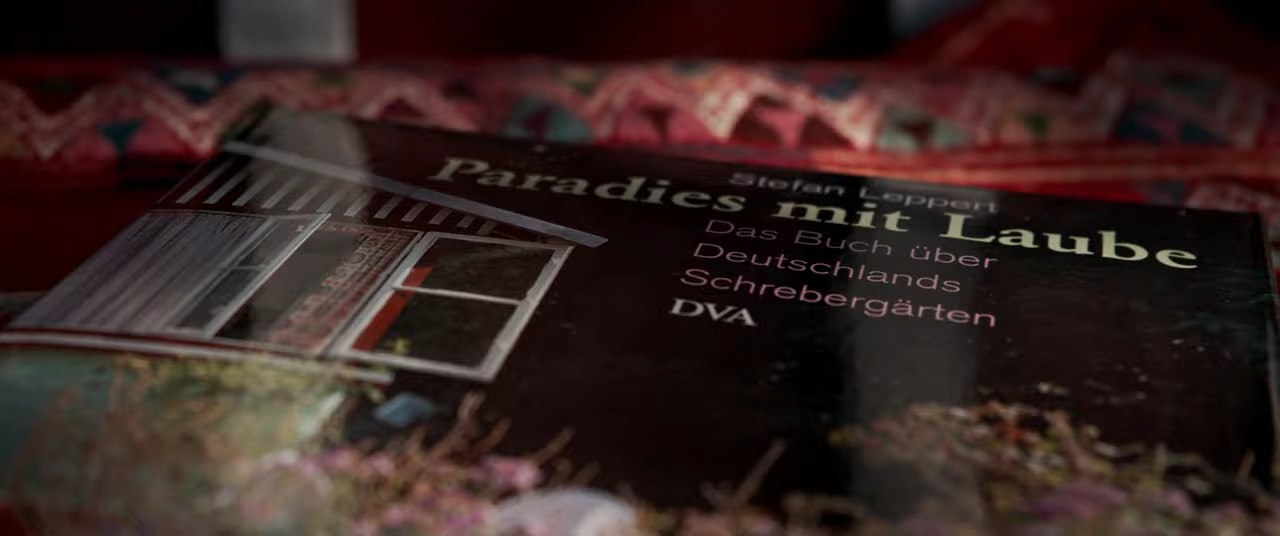 Stefan Leppert
Paradies mit Laube
Das Buch über
Deutschlands
Schrebergärten
DVA